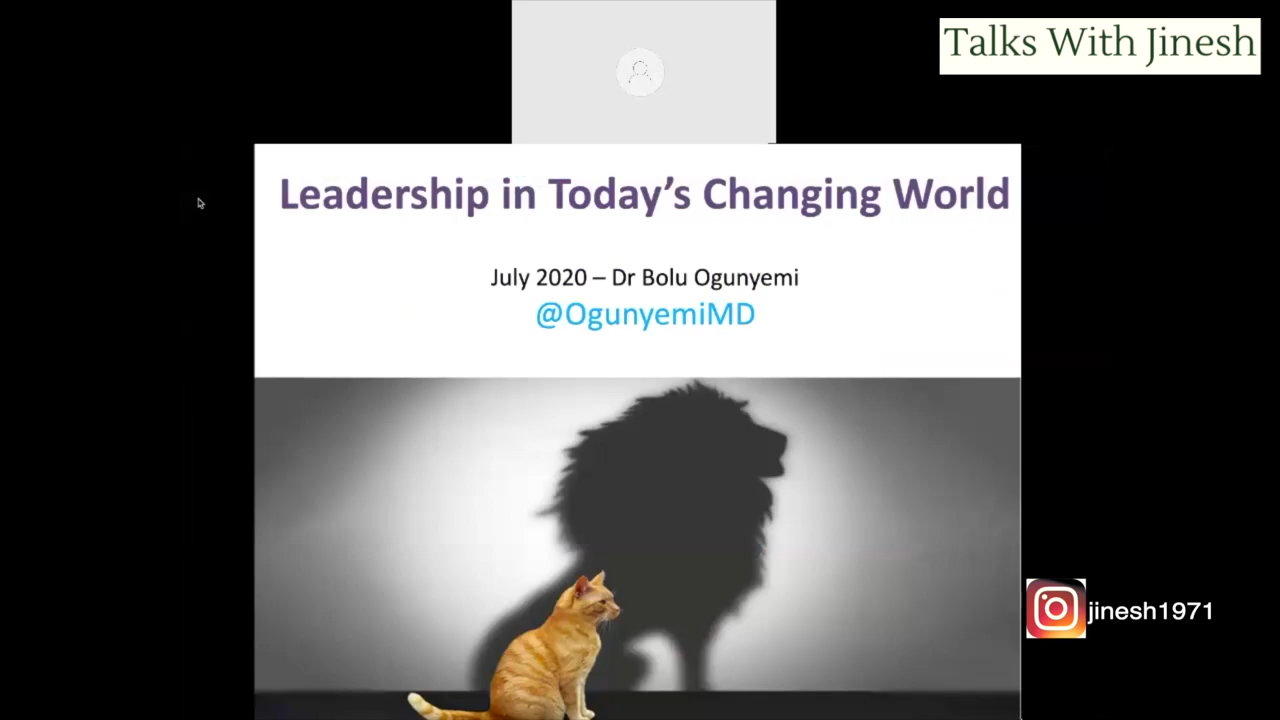 Talks With Jinesh
Leadership in Today’s Changing World
July 2020 – Dr Bolu Ogunyemi
@OgunyemiMD
jinesh1971